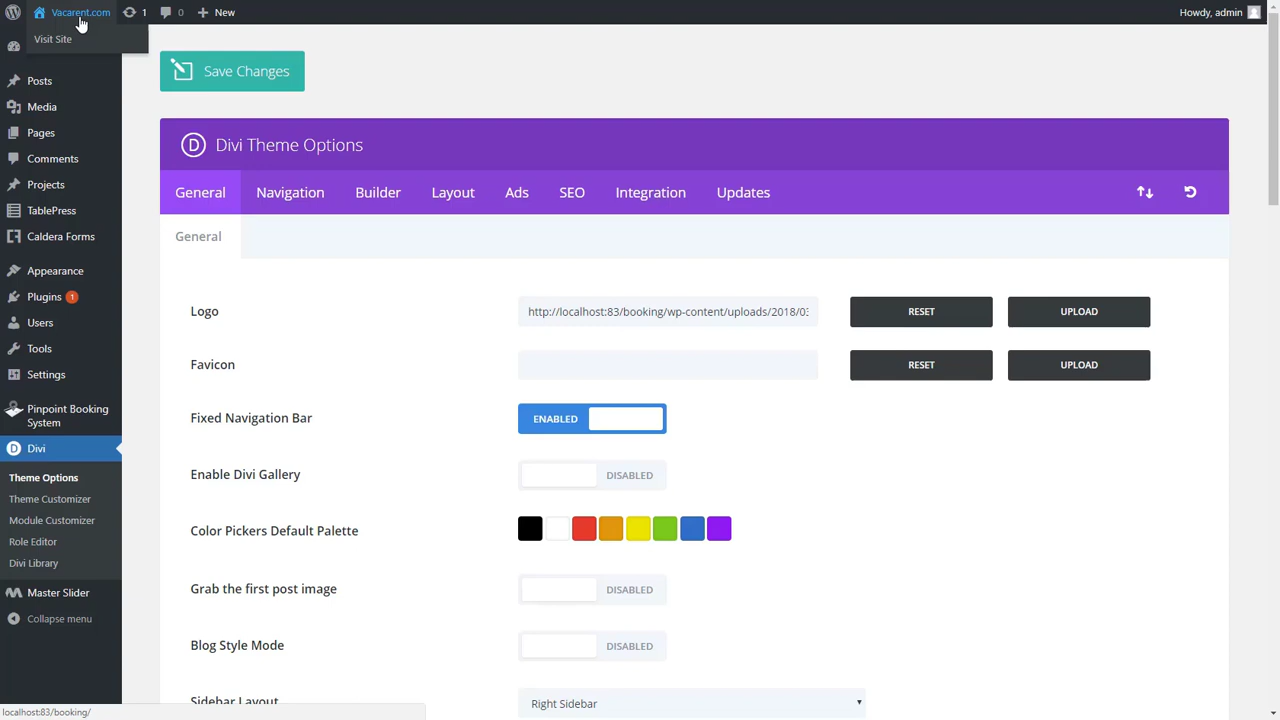 Vacarent.com 1 0 New Howdy, admin
Visit Site
Save Changes
Posts
Media
Pages
Comments
Projects
TablePress
Caldera Forms
Appearance
Plugins 1
Users
Tools
Settings
Pinpoint Booking
System
Divi
Theme Options
Theme Customizer
Module Customizer
Role Editor
Divi Library
Master Slider
Collapse menu
D Divi Theme Options
General Navigation Builder Layout Ads SEO Integration Updates
General
Logo http://localhost:83/booking/wp-content/uploads/2018/03 RESET UPLOAD
Favicon RESET UPLOAD
Fixed Navigation Bar ENABLED
Enable Divi Gallery DISABLED
Color Pickers Default Palette
Grab the first post image DISABLED
Blog Style Mode DISABLED
Sidebar Layout Right Sidebar
localhost:83/booking/